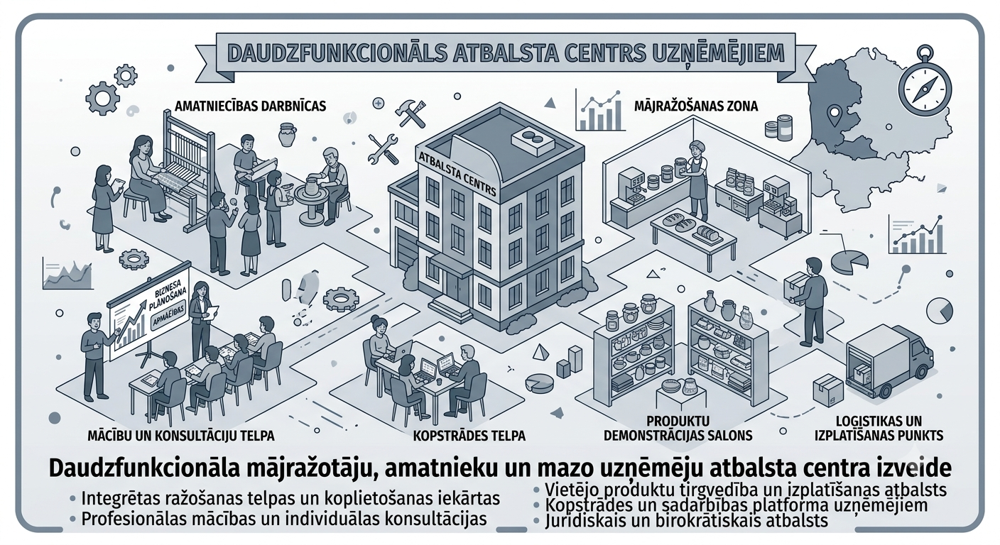 DAUDZFUNKCIONĀLS ATBALSTA CENTRS UZŅĒMĒJIEM
AMATNIECĪBAS DARBNĪCAS
MĀJRAŽOŠANAS ZONA
ATBALSTA CENTRS
BIZNESA
PLĀNOŠANA
APMĀCĪBAS
MĀCĪBU UN KONSULTĀCIJU TELPA
KOPSTRĀDES TELPA
PRODUKTU
DEMONSTRĀCIJAS SALONS
LOGISTIKAS UN
IZPLATĪŠANAS PUNKTS
Daudzfunkcionāla mājražotāju, amatnieku un mazo uzņēmēju atbalsta centra izveide
• Integrētas ražošanas telpas un koplietošanas iekārtas
• Profesionālas mācības un individuālas konsultācijas
• Vietējo produktu tirgvedība un izplatīšanas atbalsts
• Kopstrādes un sadarbības platforma uzņēmējiem
• Juridiskais un birokrātiskais atbalsts